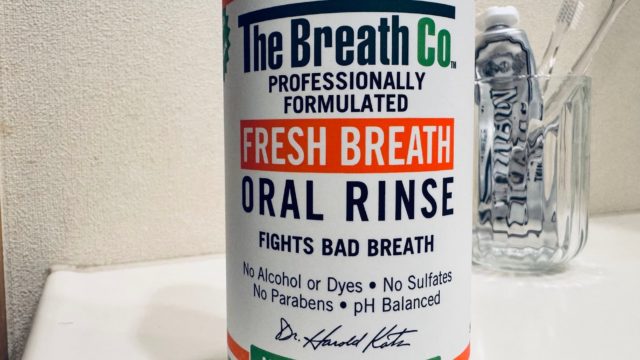 The Breath Co™
PROFESSIONALLY
FORMULATED
FRESH BREATH
ORAL RINSE
FIGHTS BAD BREATH
No Alcohol or Dyes • No Sulfates
No Parabens • pH Balanced
Dr. Harold Katz